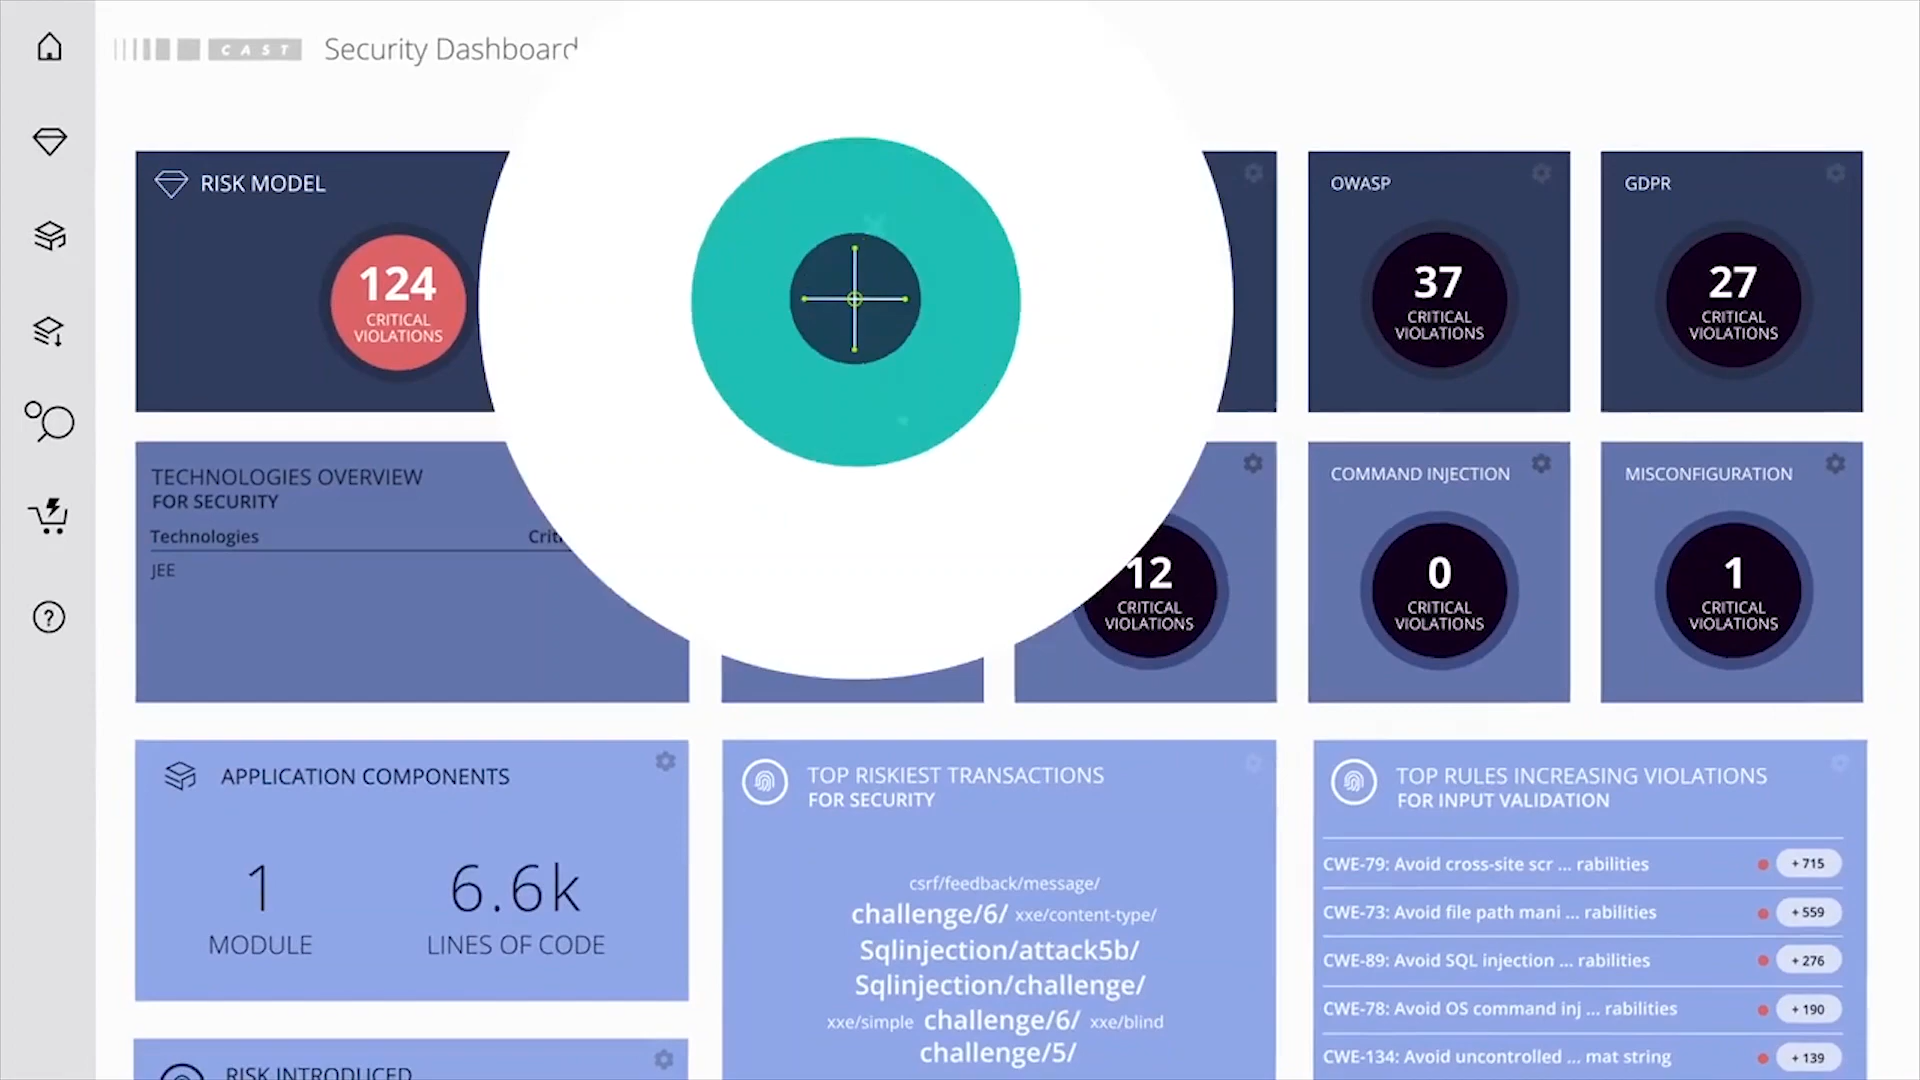 CAST Security Dashboard
RISK MODEL
124
CRITICAL
VIOLATIONS
OWASP
37
CRITICAL
VIOLATIONS
GDPR
27
CRITICAL
VIOLATIONS
TECHNOLOGIES OVERVIEW
FOR SECURITY
Technologies
JEE
12
CRITICAL
VIOLATIONS
COMMAND INJECTION
0
CRITICAL
VIOLATIONS
MISCONFIGURATION
1
CRITICAL
VIOLATIONS
APPLICATION COMPONENTS
1
MODULE
6.6k
LINES OF CODE
TOP RISKIEST TRANSACTIONS
FOR SECURITY
csrf/feedback/message/
challenge/6/ xxe/content-type/
Sqlinjection/attack5b/
Sqlinjection/challenge/
xxe/simple challenge/6/ xxe/blind
challenge/5/
TOP RULES INCREASING VIOLATIONS
FOR INPUT VALIDATION
CWE-79: Avoid cross-site scr ... rabilities + 715
CWE-73: Avoid file path mani ... rabilities + 559
CWE-89: Avoid SQL injection ... rabilities + 276
CWE-78: Avoid OS command inj ... rabilities + 190
CWE-134: Avoid uncontrolled ... mat string + 139
RISK INTRODUCED